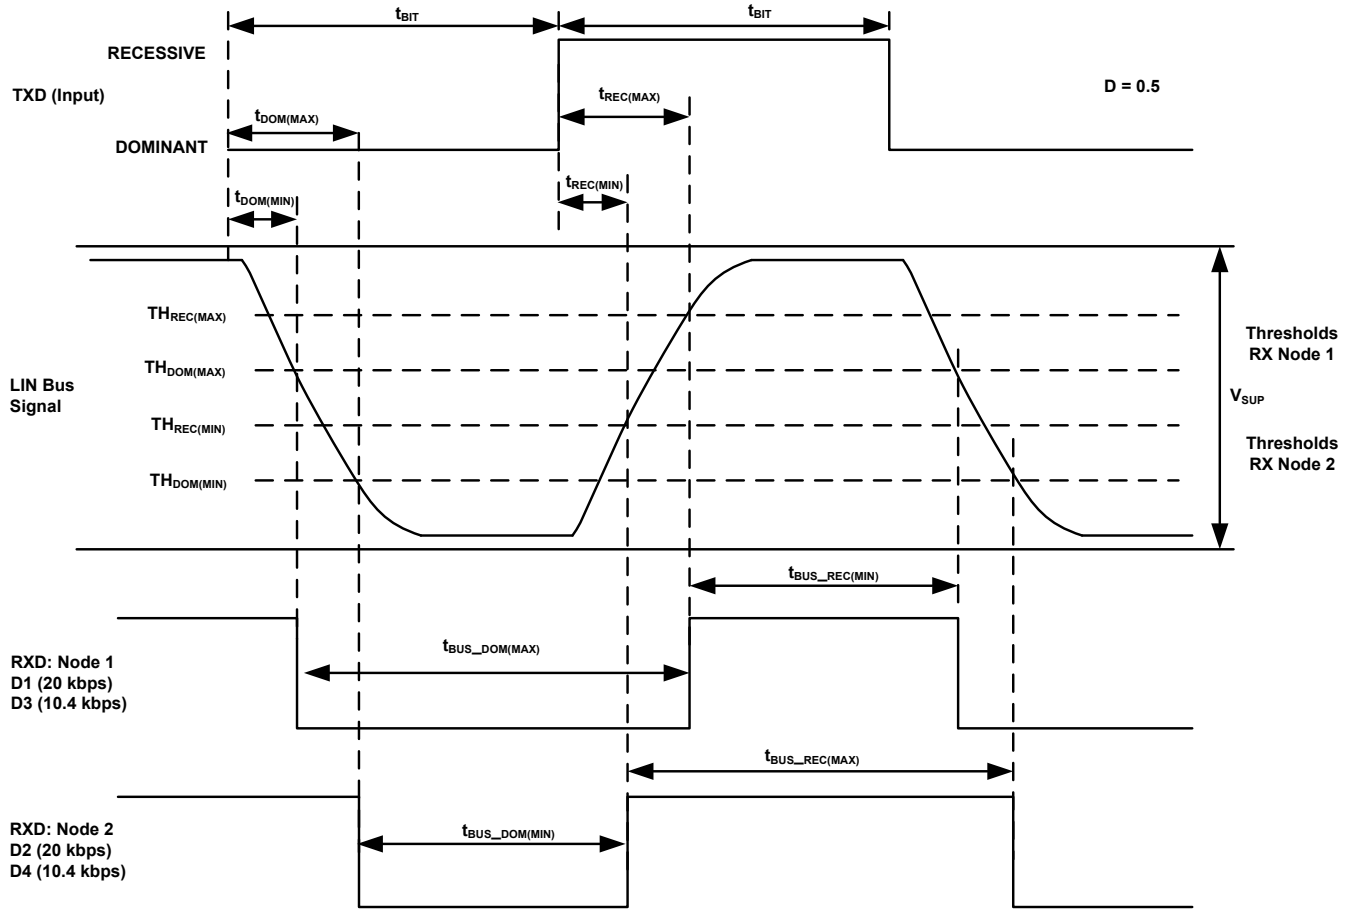 tBIT
tBIT
RECESSIVE
D = 0.5
TXD (Input)
tREC(MAX)
tDOM(MAX)
DOMINANT
tREC(MIN)
tDOM(MIN)
THREC(MAX)
Thresholds
RX Node 1
THDOM(MAX)
LIN Bus
Signal
VSUP
THREC(MIN)
Thresholds
RX Node 2
THDOM(MIN)
tBUS_REC(MIN)
tBUS_DOM(MAX)
RXD: Node 1
D1 (20 kbps)
D3 (10.4 kbps)
tBUS_REC(MAX)
RXD: Node 2
D2 (20 kbps)
D4 (10.4 kbps)
tBUS_DOM(MIN)